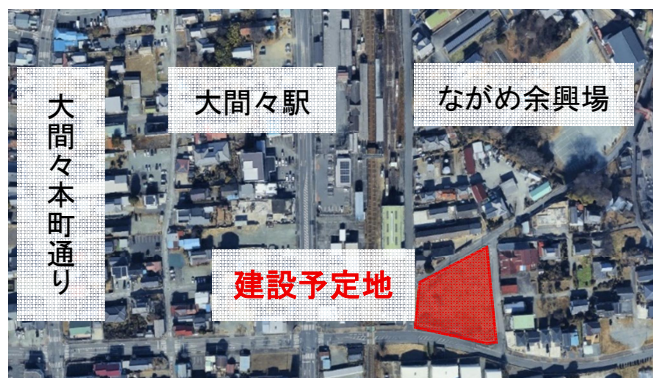 大間々本町通り
大間々駅
ながめ余興場
建設予定地